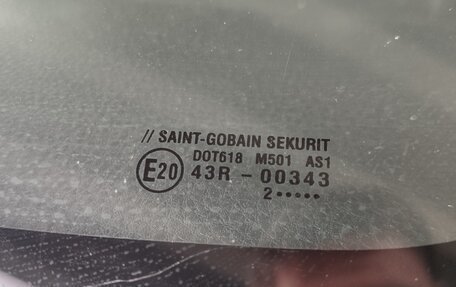 // SAINT-GOBAIN SEKURIT
DOT618 M501 AS1
E20 43R - 00343
2•••••